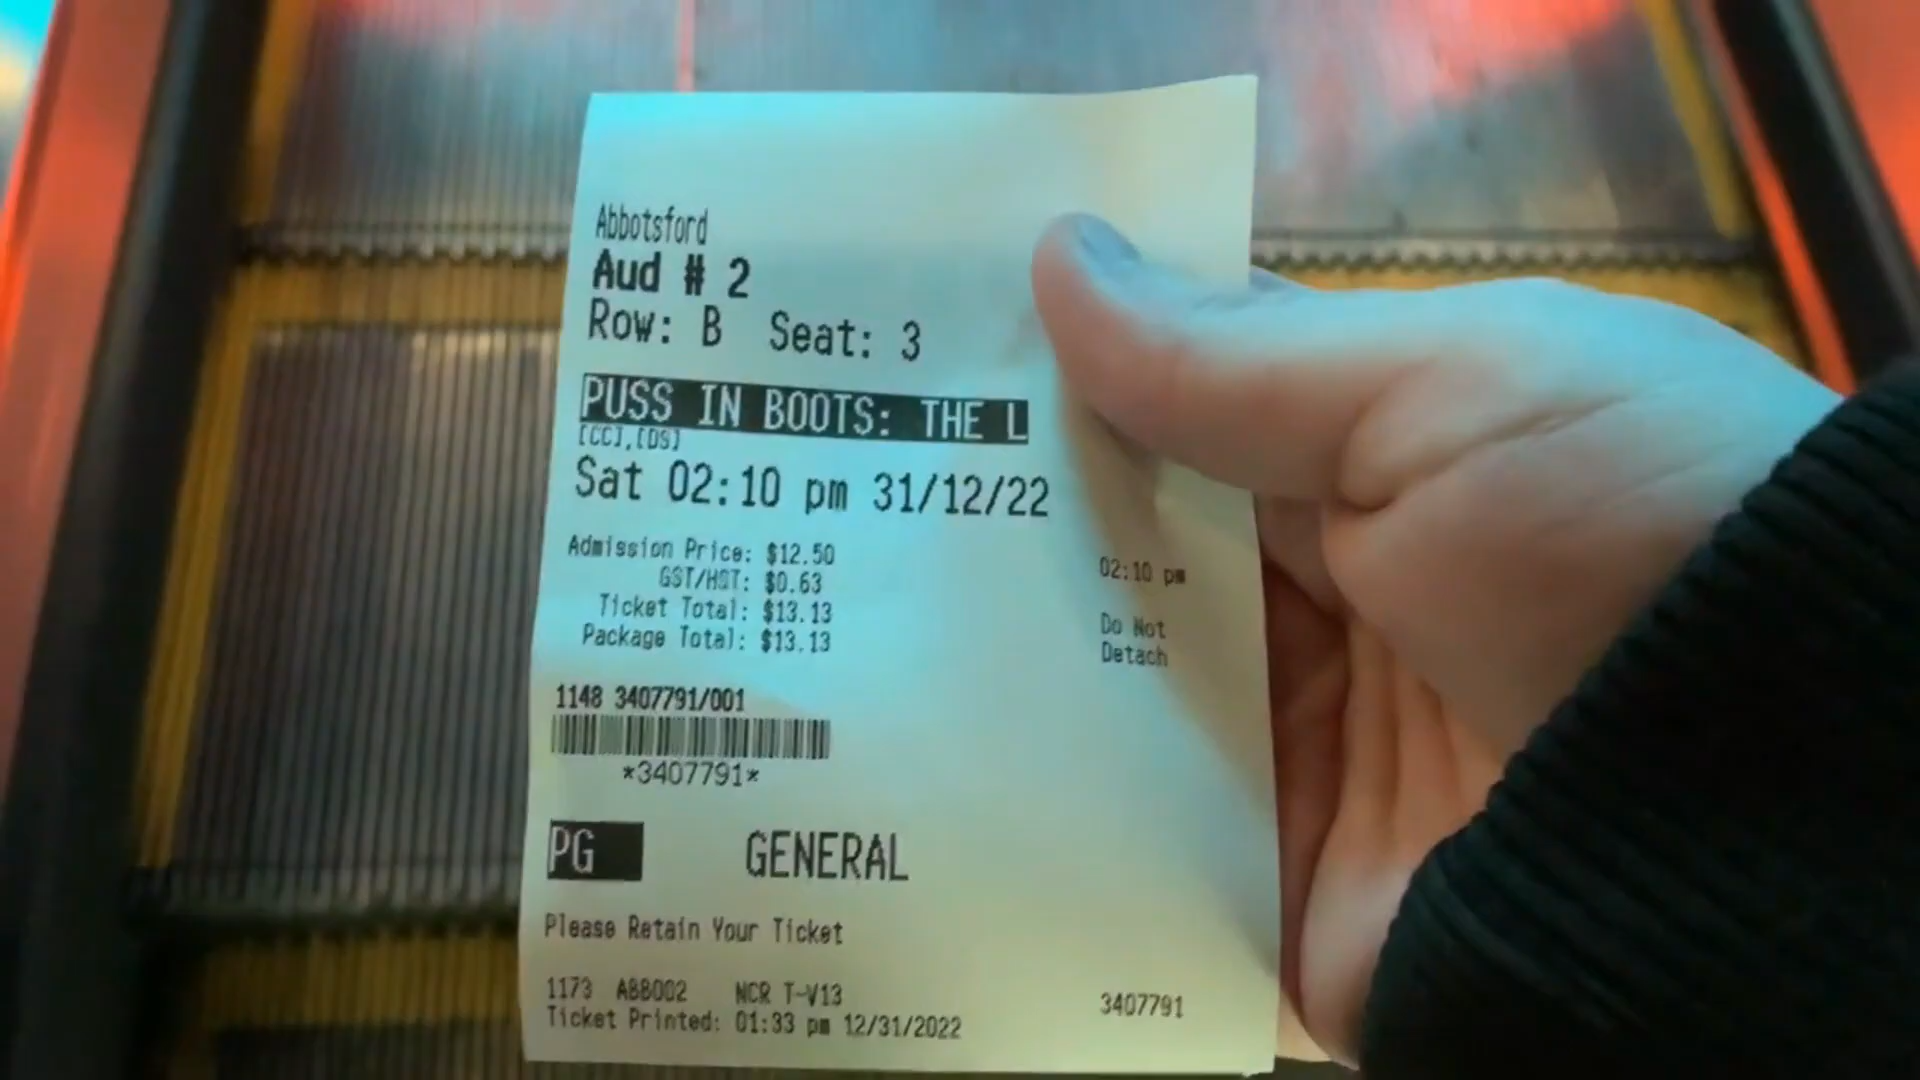 Abbotsford
Aud # 2
Row: B Seat: 3
PUSS IN BOOTS: THE L
[CC],[DS]
Sat 02:10 pm 31/12/22
Admission Price: $12.50
GST/HST: $0.63
Ticket Total: $13.13
Package Total: $13.13
02:10 pm
Do Not
Detach
1148 3407791/001
*3407791*
PG GENERAL
Please Retain Your Ticket
1173 ABB002 NCR T-V13
Ticket Printed: 01:33 pm 12/31/2022
3407791